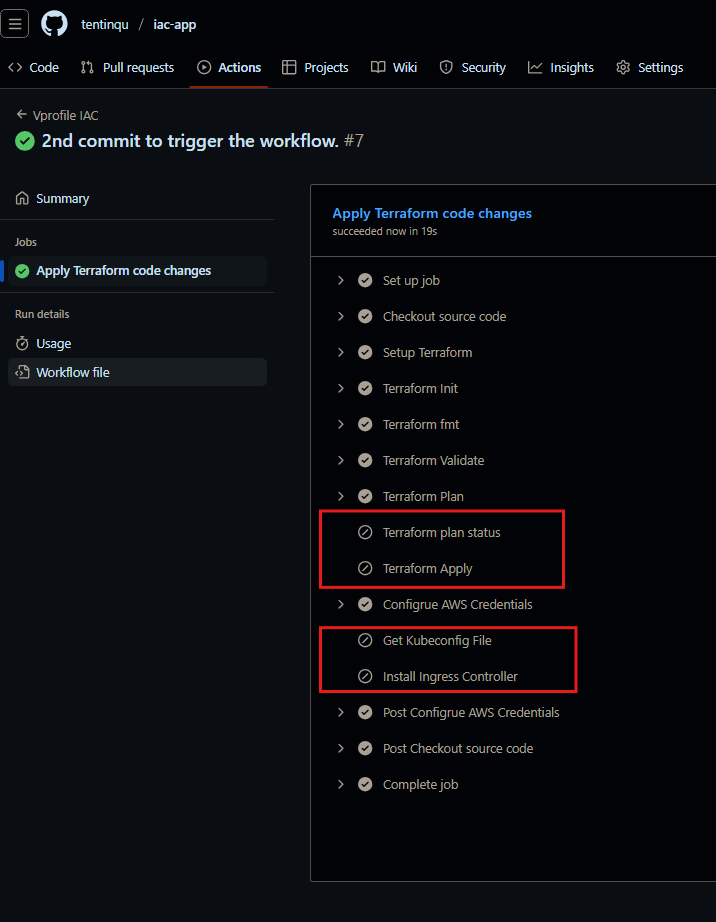 tentinqu / iac-app
Code Pull requests Actions Projects Wiki Security Insights Settings
Vprofile IAC
2nd commit to trigger the workflow. #7
Summary
Jobs
Apply Terraform code changes
Run details
Usage
Workflow file
Apply Terraform code changes
succeeded now in 19s
Set up job
Checkout source code
Setup Terraform
Terraform Init
Terraform fmt
Terraform Validate
Terraform Plan
Terraform plan status
Terraform Apply
Configrue AWS Credentials
Get Kubeconfig File
Install Ingress Controller
Post Configrue AWS Credentials
Post Checkout source code
Complete job